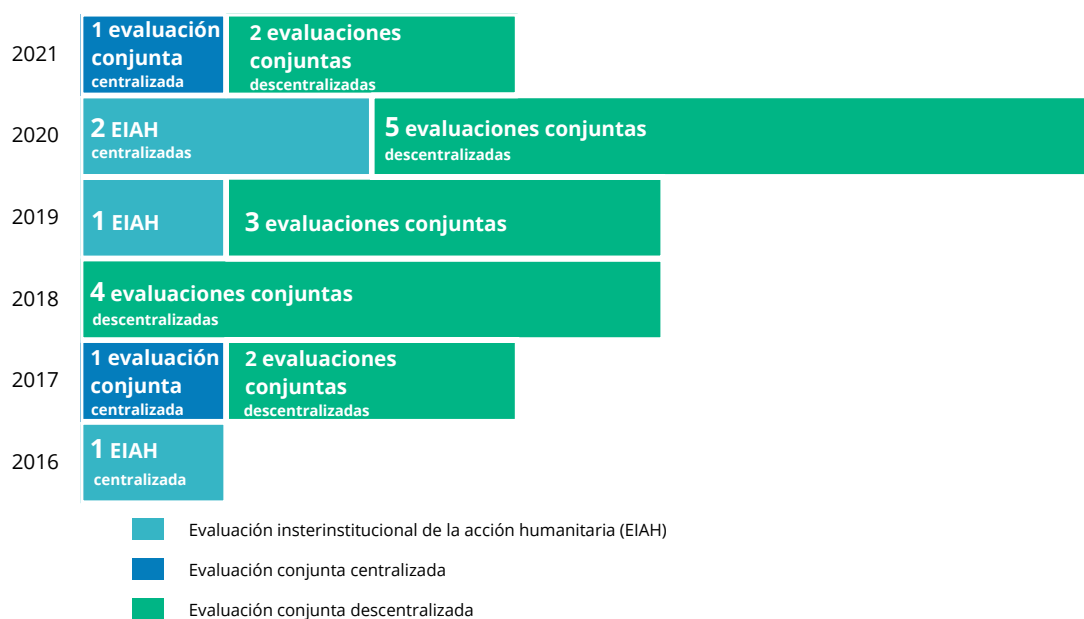 2021
1 evaluación
conjunta
centralizada
2 evaluaciones
conjuntas
descentralizadas
2020
2 EIAH
centralizadas
5 evaluaciones conjuntas
descentralizadas
2019
1 EIAH
3 evaluaciones conjuntas
2018
4 evaluaciones conjuntas
descentralizadas
2017
1 evaluación
conjunta
centralizada
2 evaluaciones
conjuntas
descentralizadas
2016
1 EIAH
centralizada
Evaluación insterinstitucional de la acción humanitaria (EIAH)
Evaluación conjunta centralizada
Evaluación conjunta descentralizada